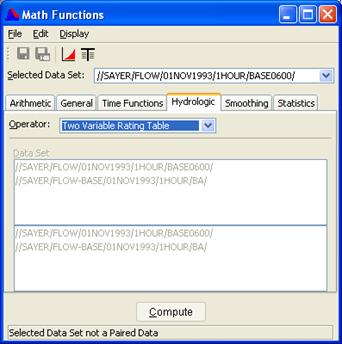 Math Functions
File Edit Display
Selected Data Set: //SAYER/FLOW/01NOV1993/1HOUR/BASE0600/
Arithmetic General Time Functions Hydrologic Smoothing Statistics
Operator: Two Variable Rating Table
Data Set
//SAYER/FLOW/01NOV1993/1HOUR/BASE0600/
//SAYER/FLOW-BASE/01NOV1993/1HOUR/BA/
//SAYER/FLOW/01NOV1993/1HOUR/BASE0600/
//SAYER/FLOW-BASE/01NOV1993/1HOUR/BA/
Compute
Selected Data Set not a Paired Data